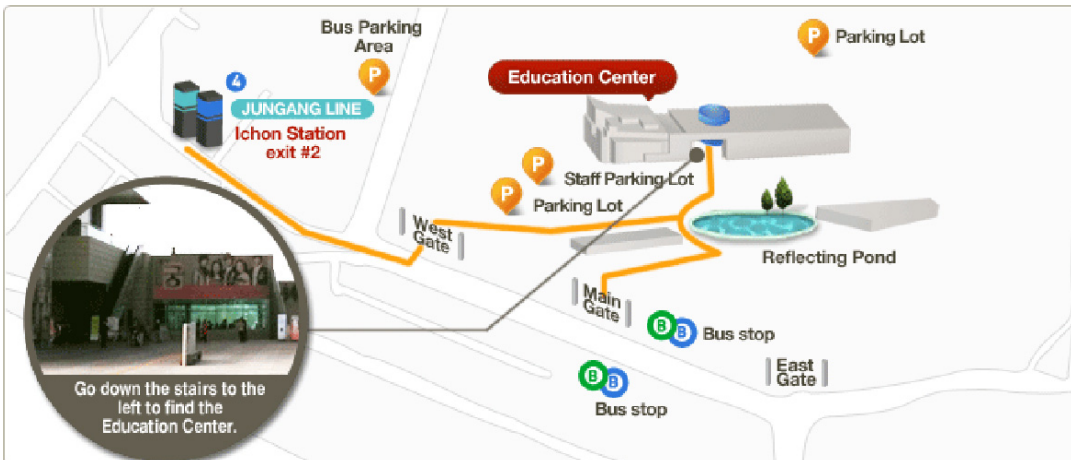 Bus Parking
Area
P
P
Parking Lot
Education Center
4
JUNGANG LINE
Ichon Station
exit #2
P
Staff Parking Lot
P
Parking Lot
West
Gate
Reflecting Pond
Main
Gate
B
B
Bus stop
East
Gate
B
B
Bus stop
Go down the stairs to the
left to find the
Education Center.